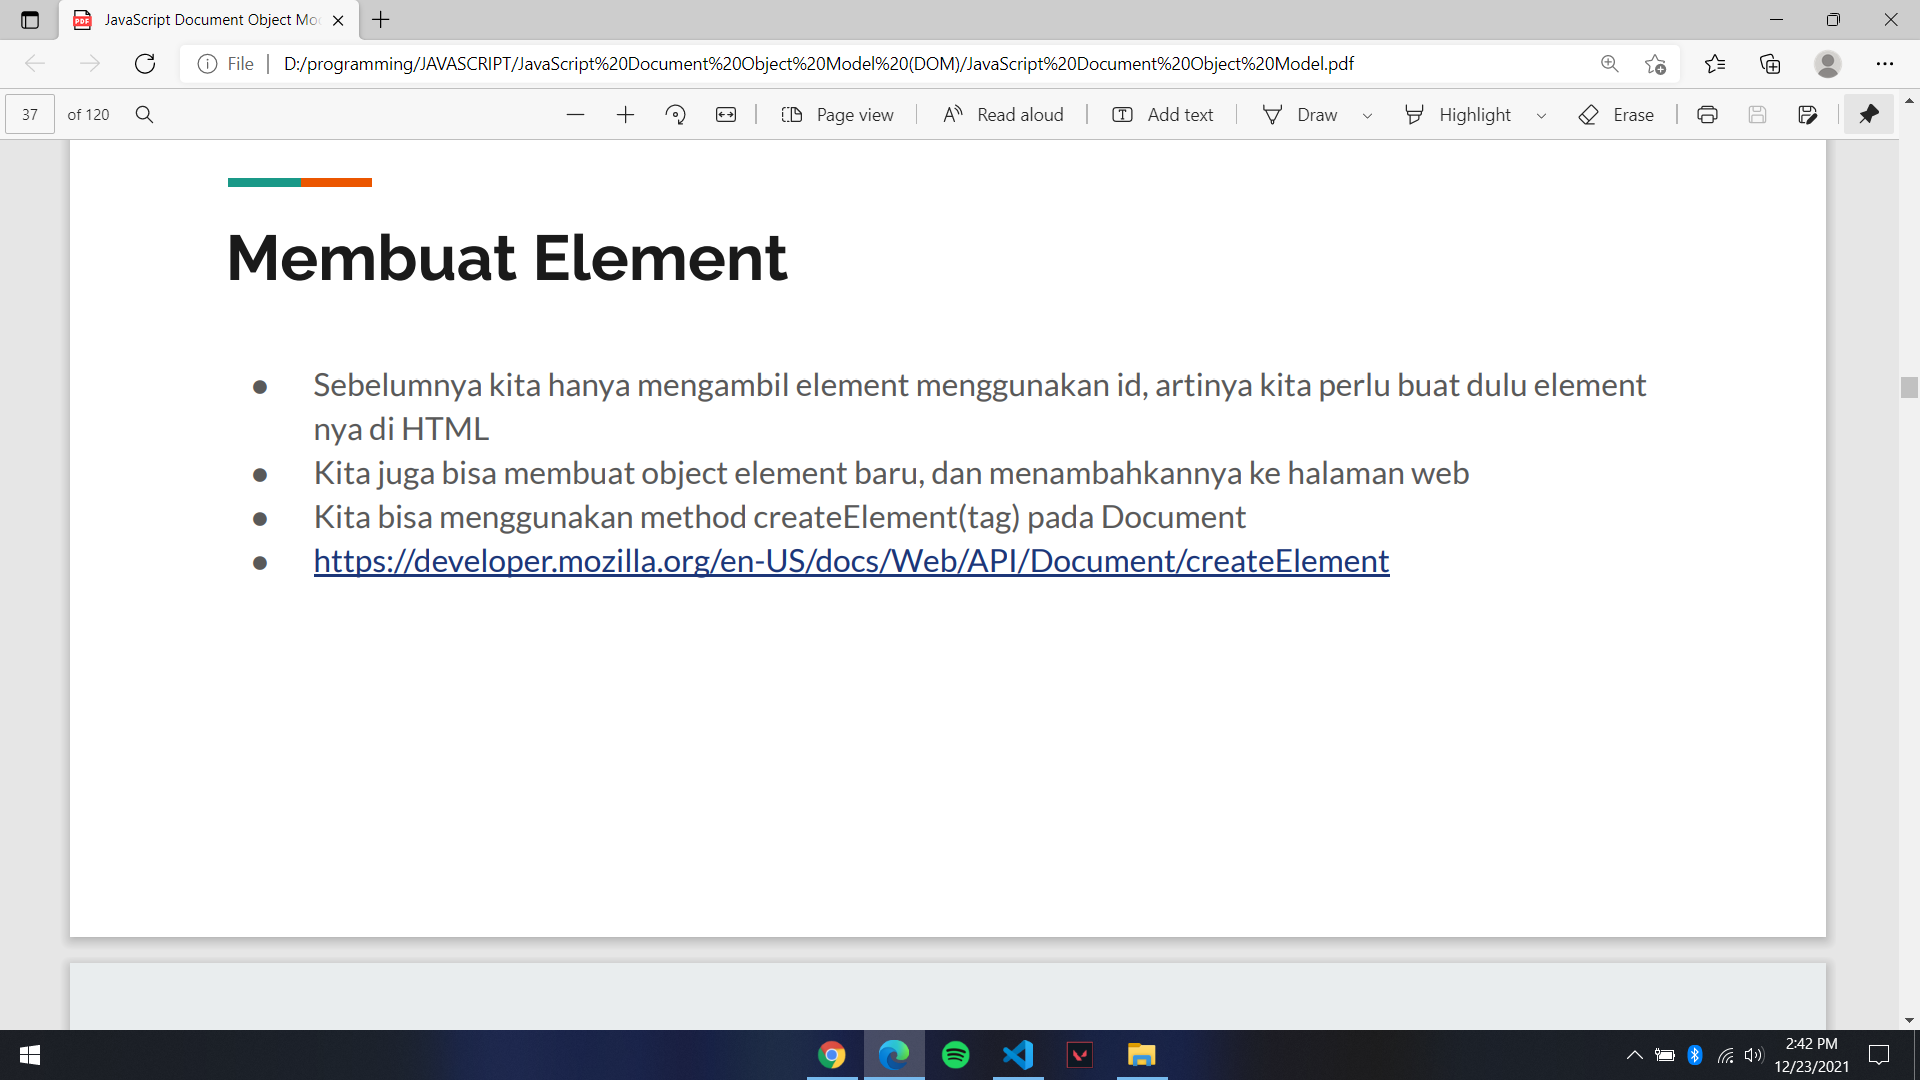 JavaScript Document Object Mo
File
D:/programming/JAVASCRIPT/JavaScript%20Document%20Object%20Model%20(DOM)/JavaScript%20Document%20Object%20Model.pdf
37 of 120
Page view
Read aloud
Add text
Draw
Highlight
Erase
Membuat Element
● Sebelumnya kita hanya mengambil element menggunakan id, artinya kita perlu buat dulu element
nya di HTML
● Kita juga bisa membuat object element baru, dan menambahkannya ke halaman web
● Kita bisa menggunakan method createElement(tag) pada Document
● https://developer.mozilla.org/en-US/docs/Web/API/Document/createElement
2:42 PM
12/23/2021